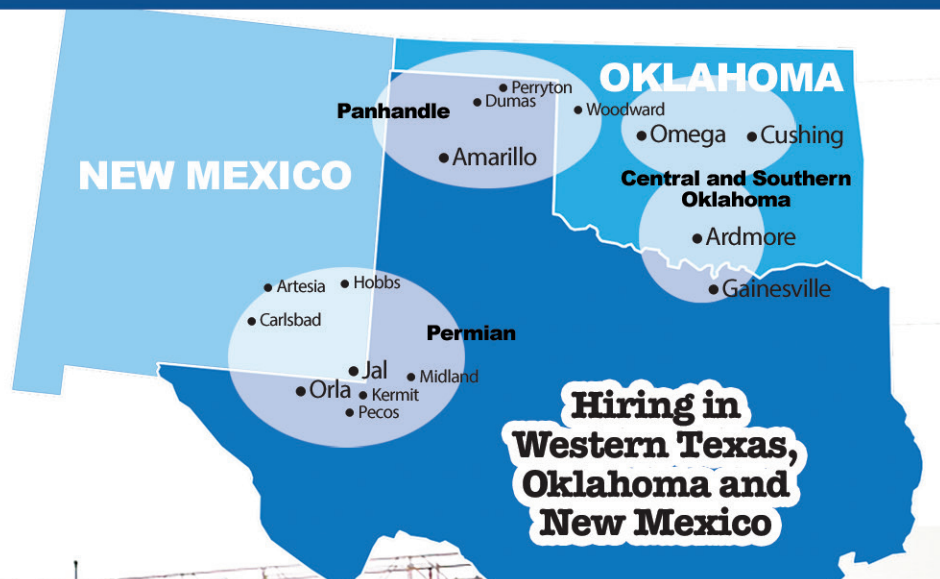 OKLAHOMA
Perryton
Dumas
Panhandle
Woodward
Omega
Cushing
Amarillo
NEW MEXICO
Central and Southern
Oklahoma
Ardmore
Artesia
Hobbs
Gainesville
Carlsbad
Permian
Jal
Midland
Orla
Kermit
Pecos
Hiring in
Western Texas,
Oklahoma and
New Mexico